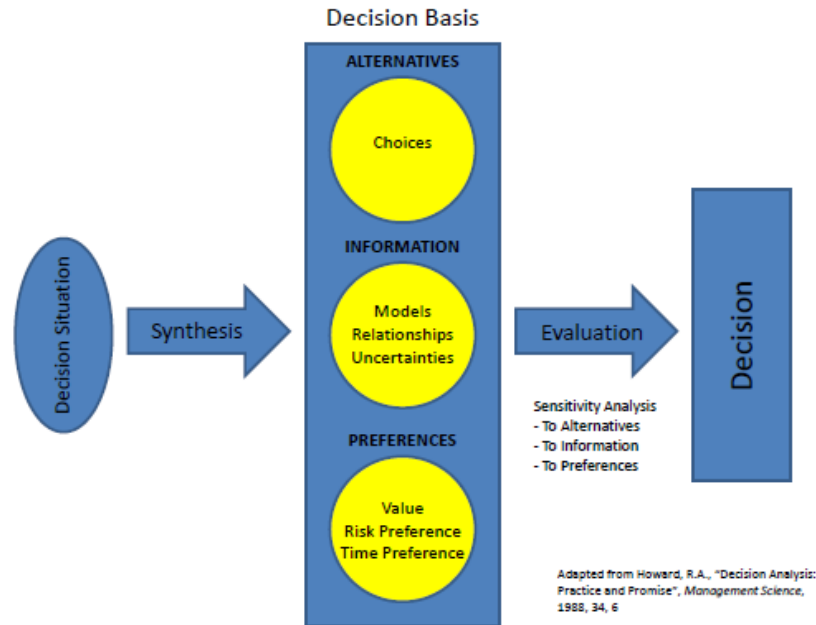 Decision Basis
ALTERNATIVES
Choices
INFORMATION
Models
Relationships
Uncertainties
PREFERENCES
Value
Risk Preference
Time Preference
Decision Situation
Synthesis
Evaluation
Sensitivity Analysis
- To Alternatives
- To Information
- To Preferences
Decision
Adapted from Howard, R.A., "Decision Analysis:
Practice and Promise", Management Science,
1988, 34, 6